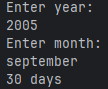 Enter year:
2005
Enter month:
september
30 days